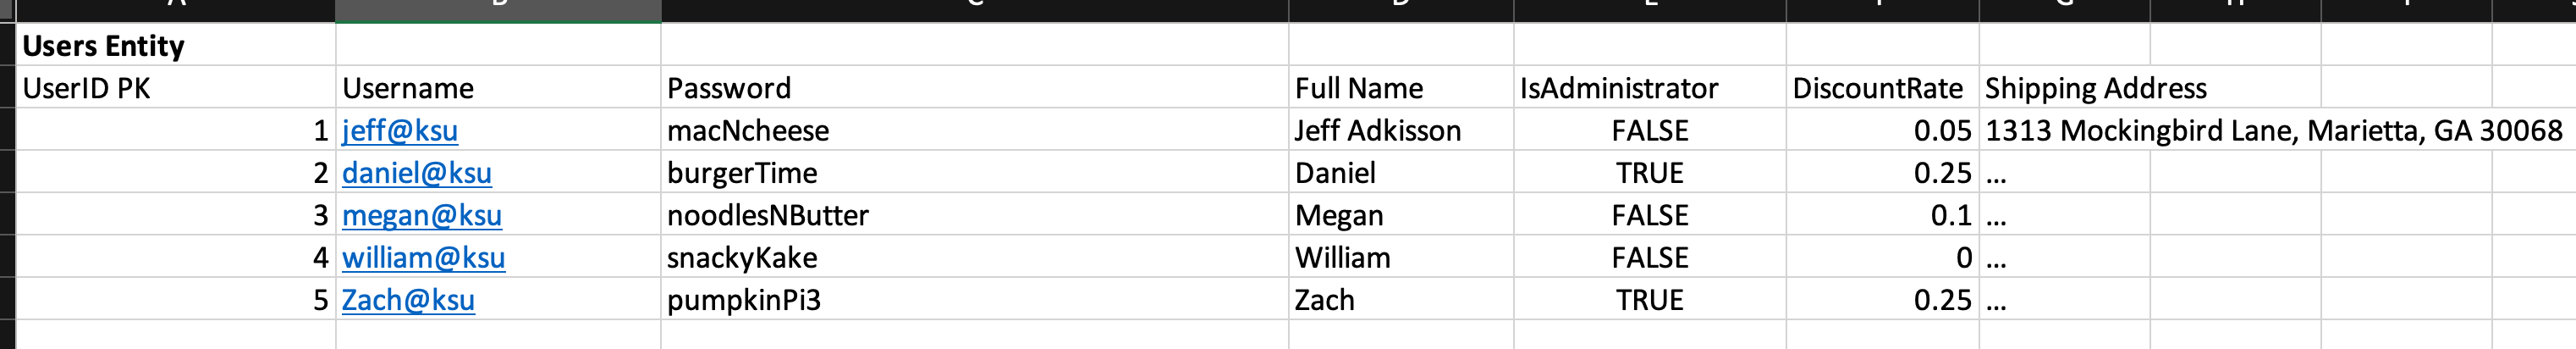 Users Entity
UserID PK Username Password Full Name IsAdministrator DiscountRate Shipping Address
1 jeff@ksu macNcheese Jeff Adkisson FALSE 0.05 1313 Mockingbird Lane, Marietta, GA 30068
2 daniel@ksu burgerTime Daniel TRUE 0.25 ...
3 megan@ksu noodlesNButter Megan FALSE 0.1 ...
4 william@ksu snackyKake William FALSE 0 ...
5 Zach@ksu pumpkinPi3 Zach TRUE 0.25 ...